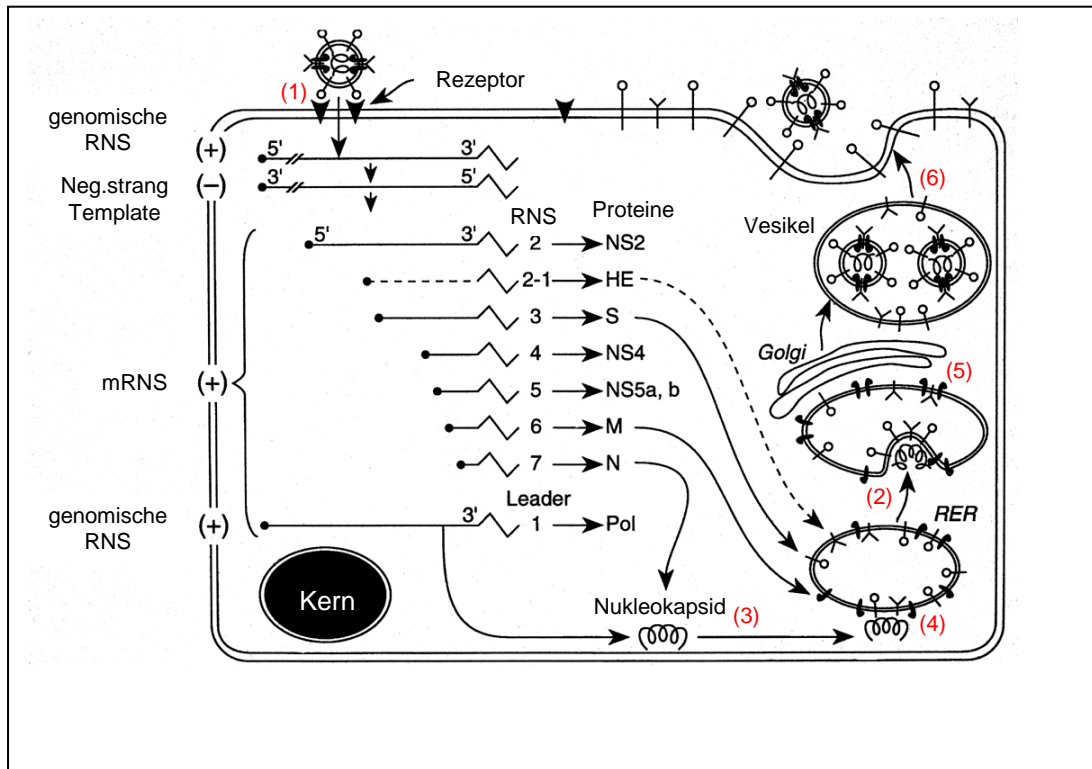 (1)
Rezeptor
genomische
RNS
(+)
5' 3'
Neg.strang
Template
(−)
3' 5'
(6)
RNS Proteine
Vesikel
5' 3' 2 NS2
2-1 HE
3 S
Golgi
4 NS4
(5)
mRNS
(+)
5 NS5a, b
6 M
7 N
(2)
Leader
RER
genomische
RNS
(+)
3' 1 Pol
Kern
Nukleokapsid (3)
(4)